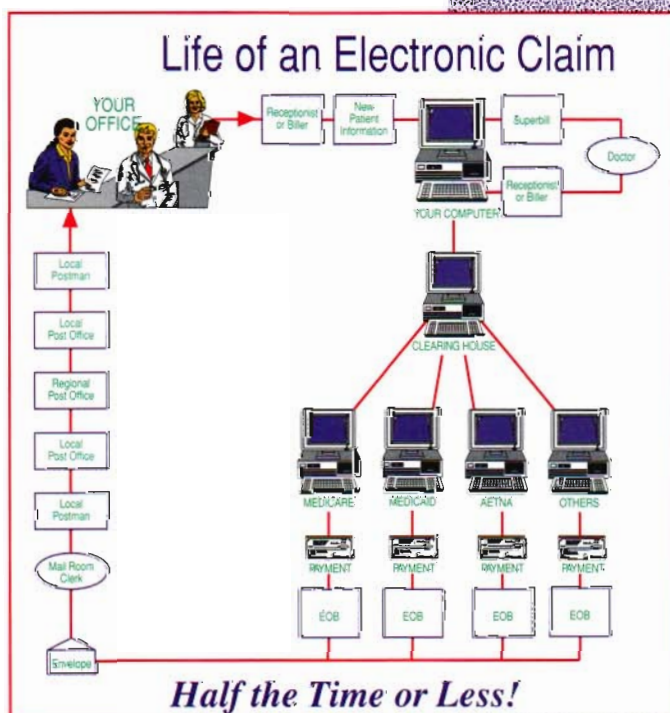 Life of an Electronic Claim
YOUR
OFFICE
Receptionist
or Biller
New
Patient
Information
YOUR COMPUTER
Superbill
Doctor
Receptionist
or Biller
CLEARING HOUSE
MEDICARE
MEDICAID
AETNA
OTHERS
PAYMENT
PAYMENT
PAYMENT
PAYMENT
EOB
EOB
EOB
EOB
Envelope
Mail Room
Clerk
Local
Postman
Local
Post Office
Regional
Post Office
Local
Post Office
Local
Postman
Half the Time or Less!